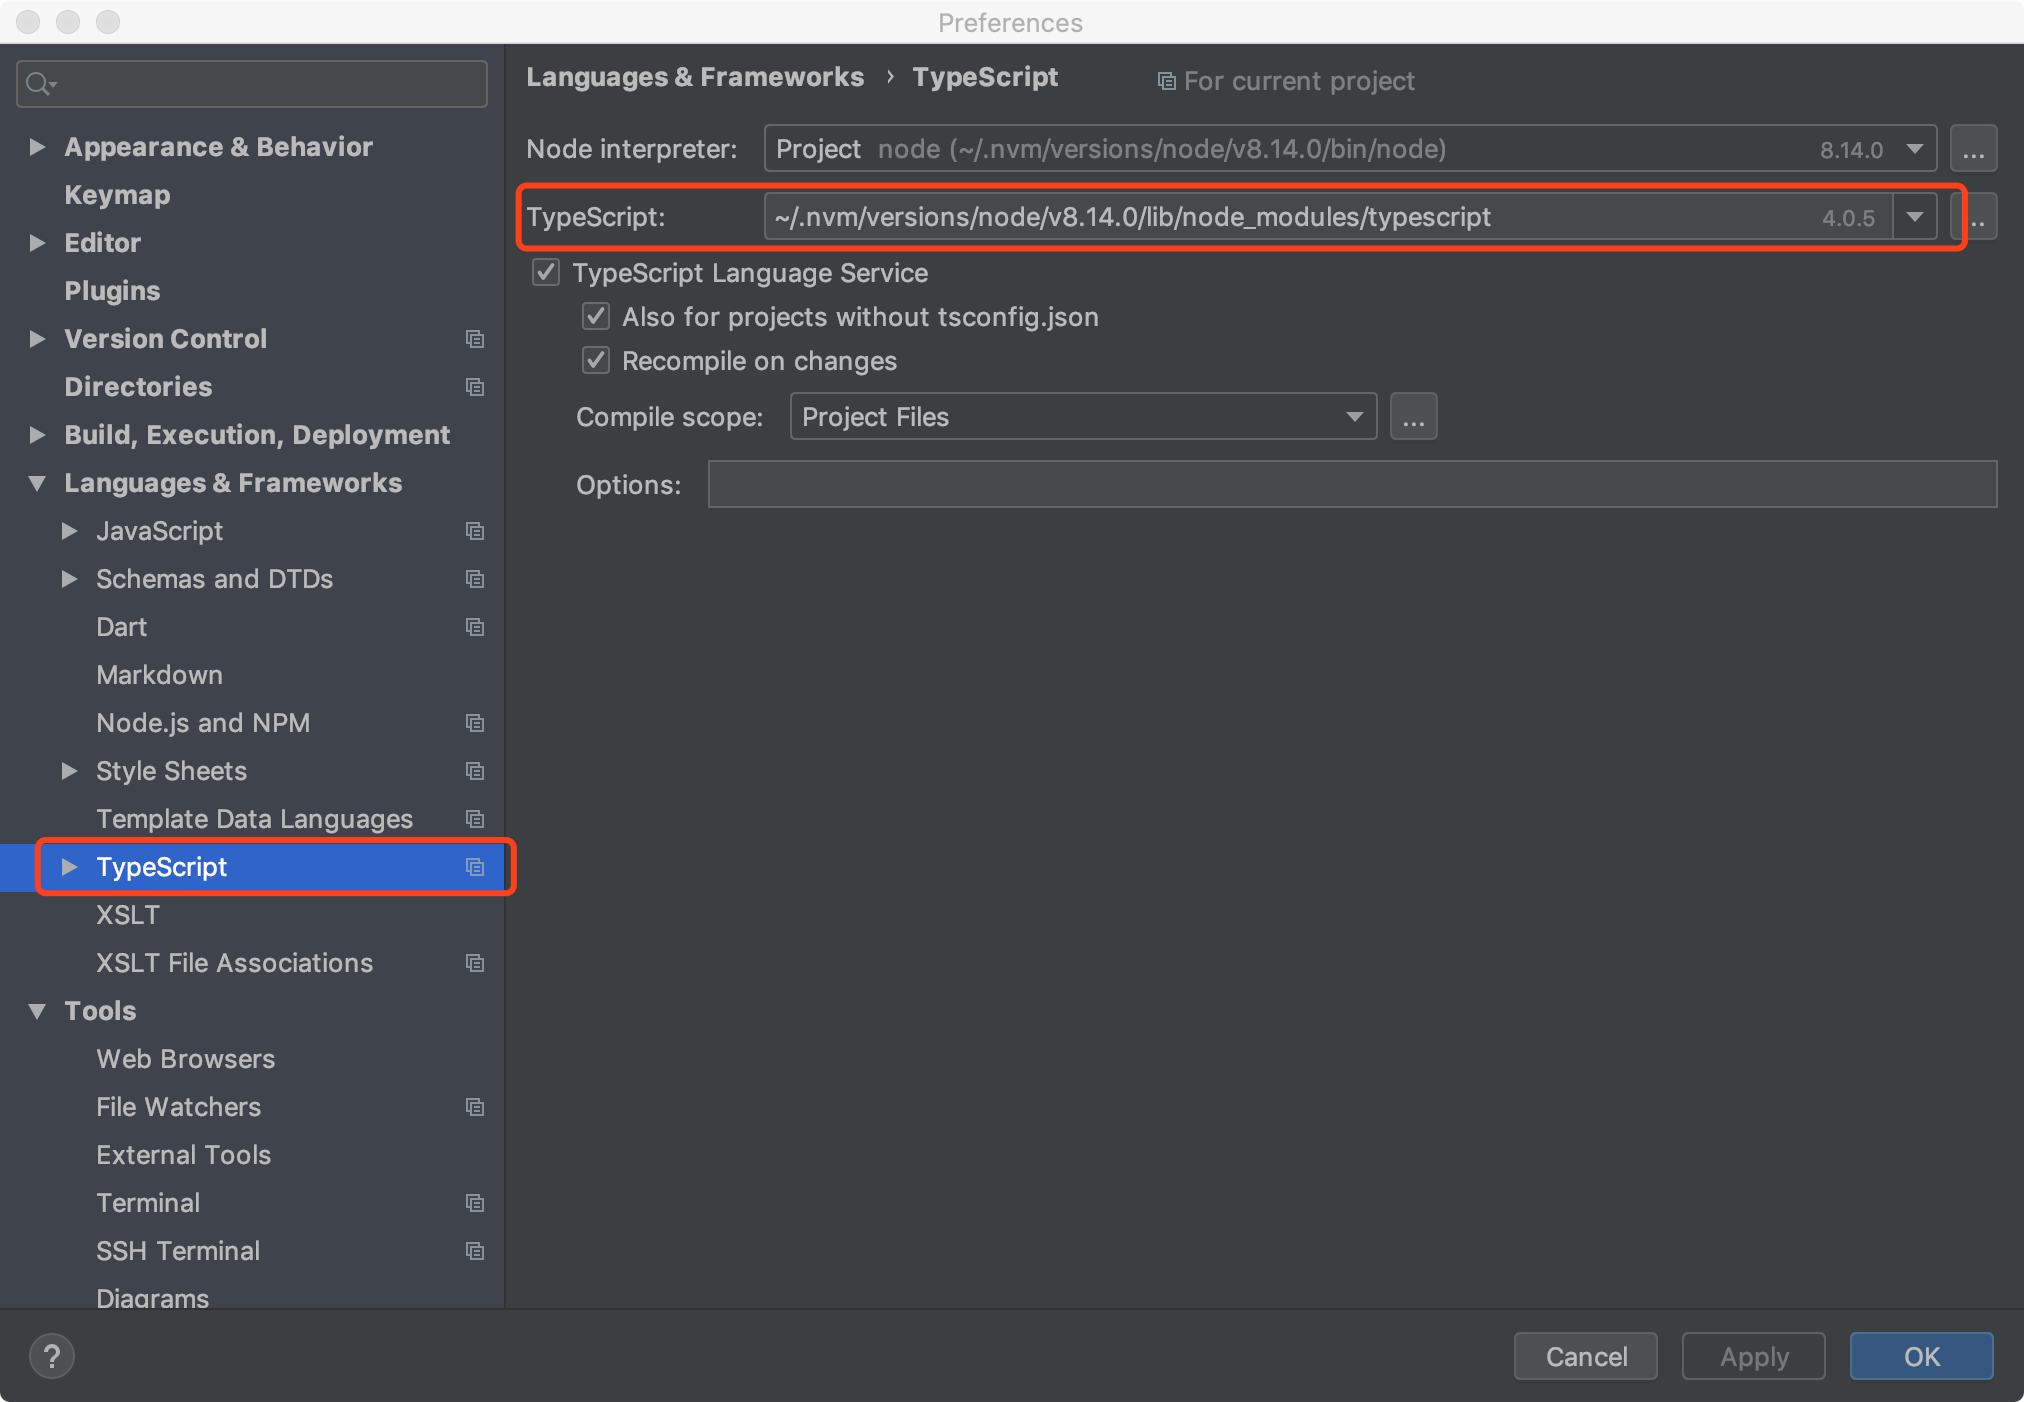 Preferences
Appearance & Behavior
Keymap
Editor
Plugins
Version Control
Directories
Build, Execution, Deployment
Languages & Frameworks
JavaScript
Schemas and DTDs
Dart
Markdown
Node.js and NPM
Style Sheets
Template Data Languages
TypeScript
XSLT
XSLT File Associations
Tools
Web Browsers
File Watchers
External Tools
Terminal
SSH Terminal
Diagrams
Languages & Frameworks › TypeScript For current project
Node interpreter: Project node (~/.nvm/versions/node/v8.14.0/bin/node) 8.14.0 ...
TypeScript: ~/.nvm/versions/node/v8.14.0/lib/node_modules/typescript 4.0.5 ..
TypeScript Language Service
Also for projects without tsconfig.json
Recompile on changes
Compile scope: Project Files ...
Options:
? Cancel Apply OK